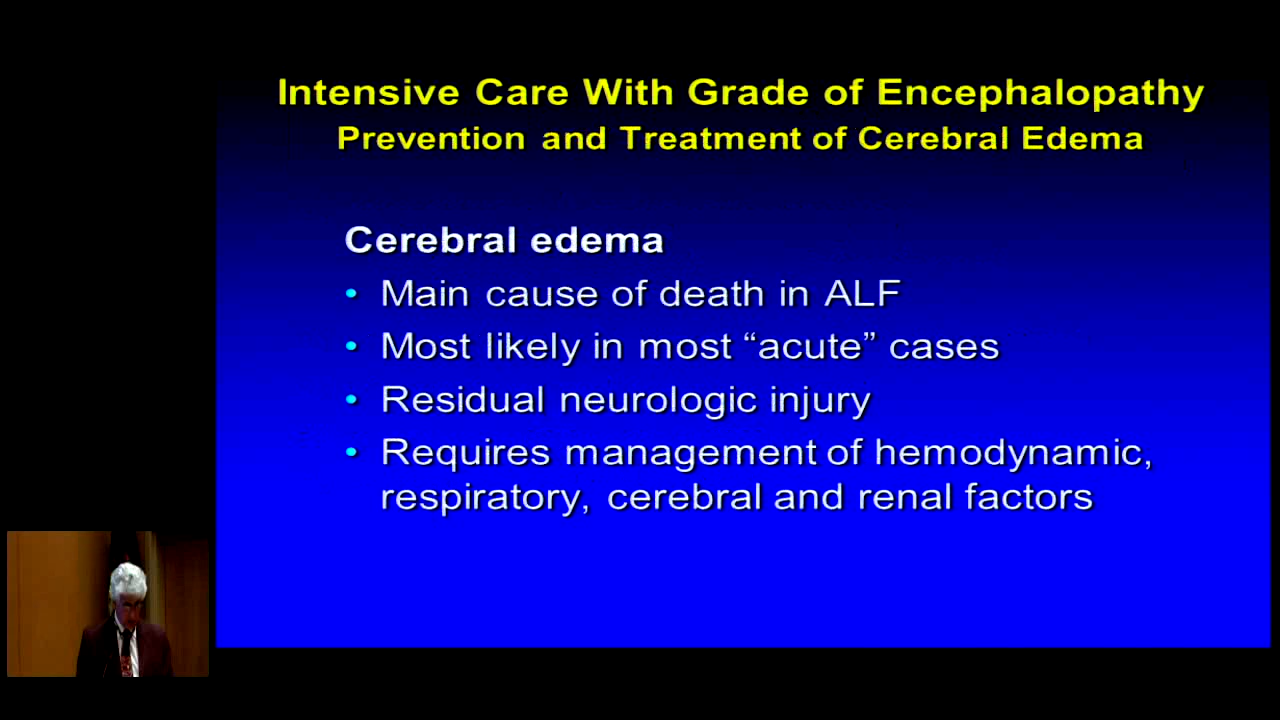 Intensive Care With Grade of Encephalopathy
Prevention and Treatment of Cerebral Edema
Cerebral edema
• Main cause of death in ALF
• Most likely in most “acute” cases
• Residual neurologic injury
• Requires management of hemodynamic,
respiratory, cerebral and renal factors